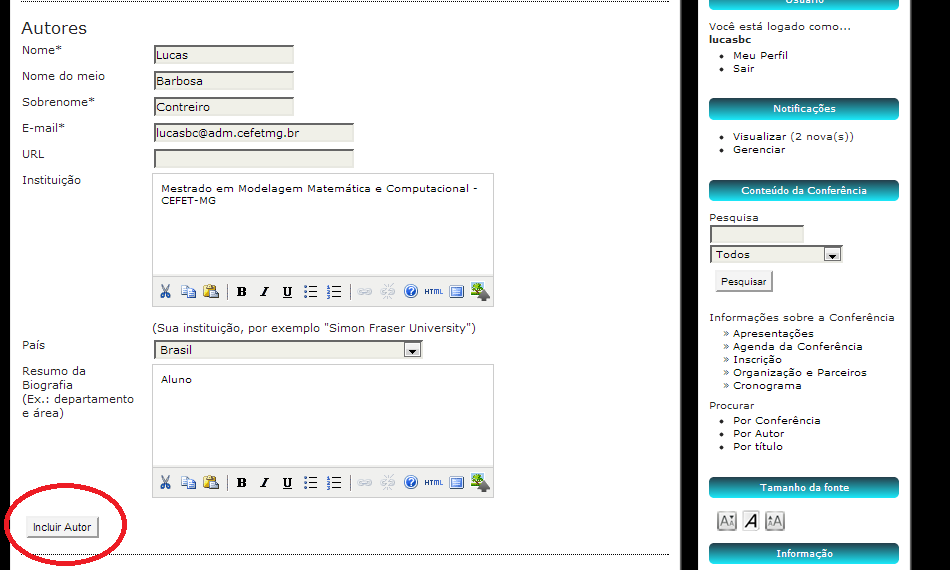 Autores
Nome*
Lucas
Nome do meio
Barbosa
Sobrenome*
Contreiro
E-mail*
lucasbc@adm.cefetmg.br
URL
Instituição
Mestrado em Modelagem Matemática e Computacional -
CEFET-MG
B I U HTML
(Sua instituição, por exemplo "Simon Fraser University")
País
Brasil
Resumo da
Biografia
(Ex.: departamento
e área)
Aluno
B I U HTML
Incluir Autor
Usuário
Você está logado como...
lucasbc
Meu Perfil
Sair
Notificações
Visualizar (2 nova(s))
Gerenciar
Conteúdo da Conferência
Pesquisa
Todos
Pesquisar
Informações sobre a Conferência
» Apresentações
» Agenda da Conferência
» Inscrição
» Organização e Parceiros
» Cronograma
Procurar
Por Conferência
Por Autor
Por título
Tamanho da fonte
A A A
Informação